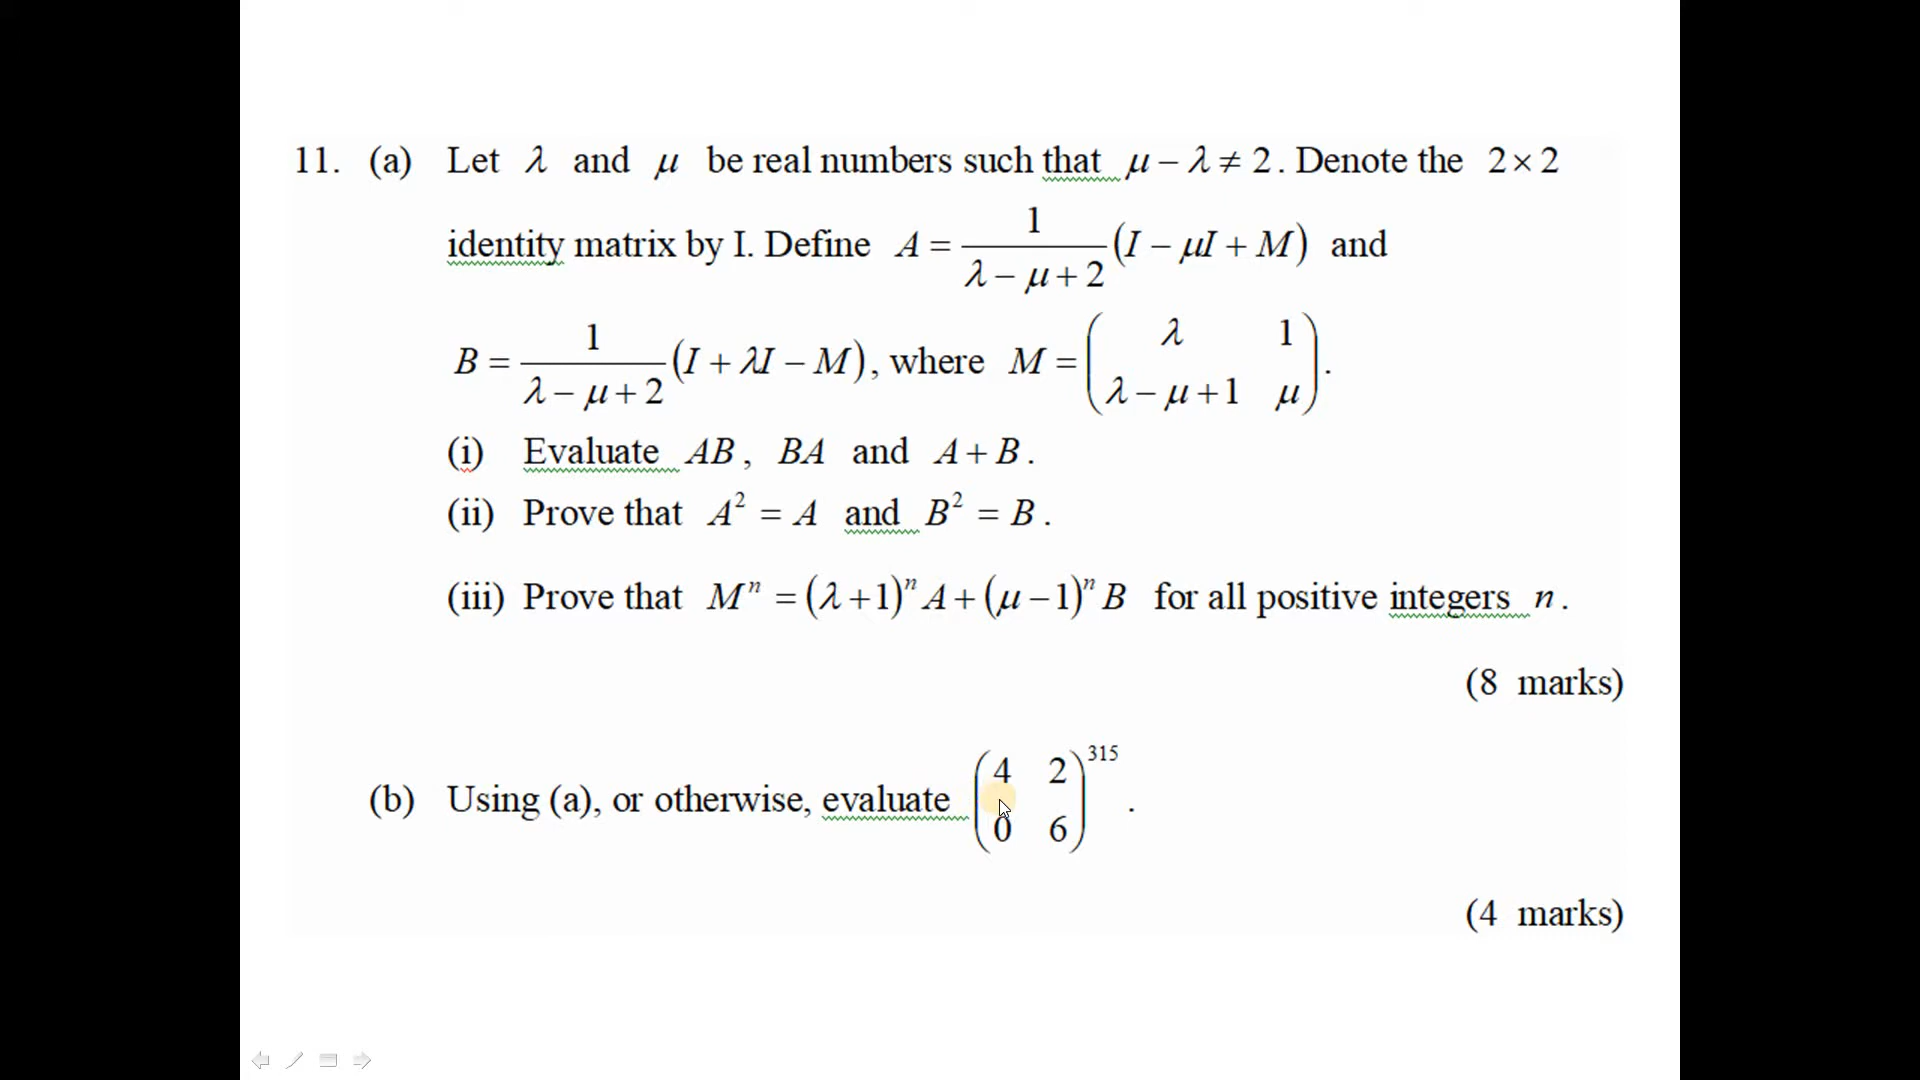 11. (a) Let λ and μ be real numbers such that μ − λ ≠ 2. Denote the 2 × 2
identity matrix by I. Define A = 1/(λ − μ + 2) (I − μI + M) and
B = 1/(λ − μ + 2) (I + λI − M), where M = (λ 1; λ − μ + 1 μ).
(i) Evaluate AB, BA and A + B.
(ii) Prove that A² = A and B² = B.
(iii) Prove that Mⁿ = (λ + 1)ⁿ A + (μ − 1)ⁿ B for all positive integers n.
(8 marks)
(b) Using (a), or otherwise, evaluate (4 2; 0 6)³¹⁵.
(4 marks)